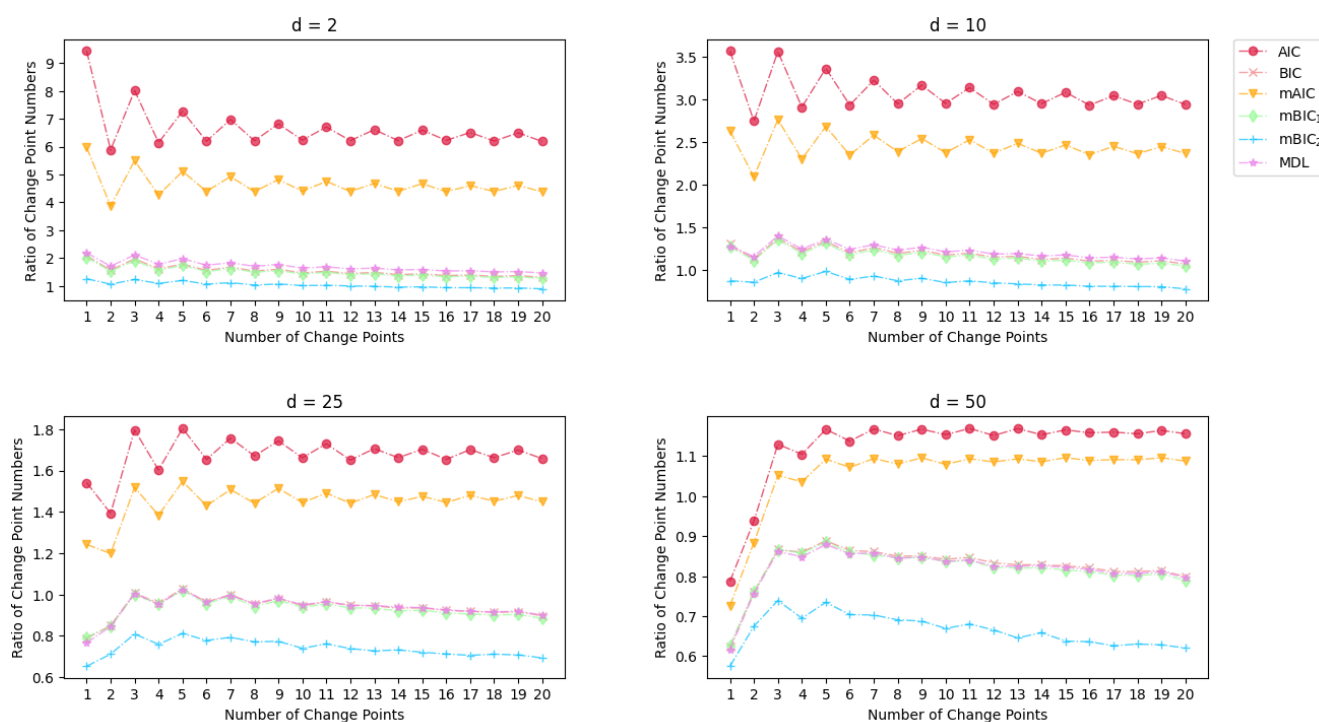 d = 2
Ratio of Change Point Numbers
9
8
7
6
5
4
3
2
1
1 2 3 4 5 6 7 8 9 10 11 12 13 14 15 16 17 18 19 20
Number of Change Points
d = 10
Ratio of Change Point Numbers
3.5
3.0
2.5
2.0
1.5
1.0
1 2 3 4 5 6 7 8 9 10 11 12 13 14 15 16 17 18 19 20
Number of Change Points
AIC
BIC
mAIC
mBIC₁
mBIC₂
MDL
d = 25
Ratio of Change Point Numbers
1.8
1.6
1.4
1.2
1.0
0.8
0.6
1 2 3 4 5 6 7 8 9 10 11 12 13 14 15 16 17 18 19 20
Number of Change Points
d = 50
Ratio of Change Point Numbers
1.1
1.0
0.9
0.8
0.7
0.6
1 2 3 4 5 6 7 8 9 10 11 12 13 14 15 16 17 18 19 20
Number of Change Points